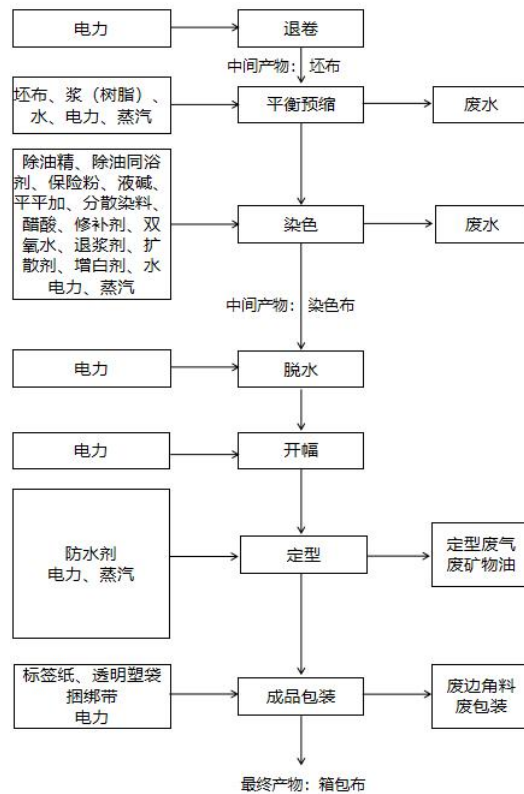 电力
退卷
中间产物：坯布
坯布、浆（树脂）、
水、电力、蒸汽
平衡预缩
废水
除油精、除油同浴
剂、保险粉、液碱、
平平加、分散染料、
醋酸、修补剂、双
氧水、退浆剂、扩
散剂、增白剂、水
电力、蒸汽
染色
废水
中间产物：染色布
电力
脱水
电力
开幅
防水剂
电力、蒸汽
定型
定型废气
废矿物油
标签纸、透明塑袋
捆绑带
电力
成品包装
废边角料
废包装
最终产物：箱包布